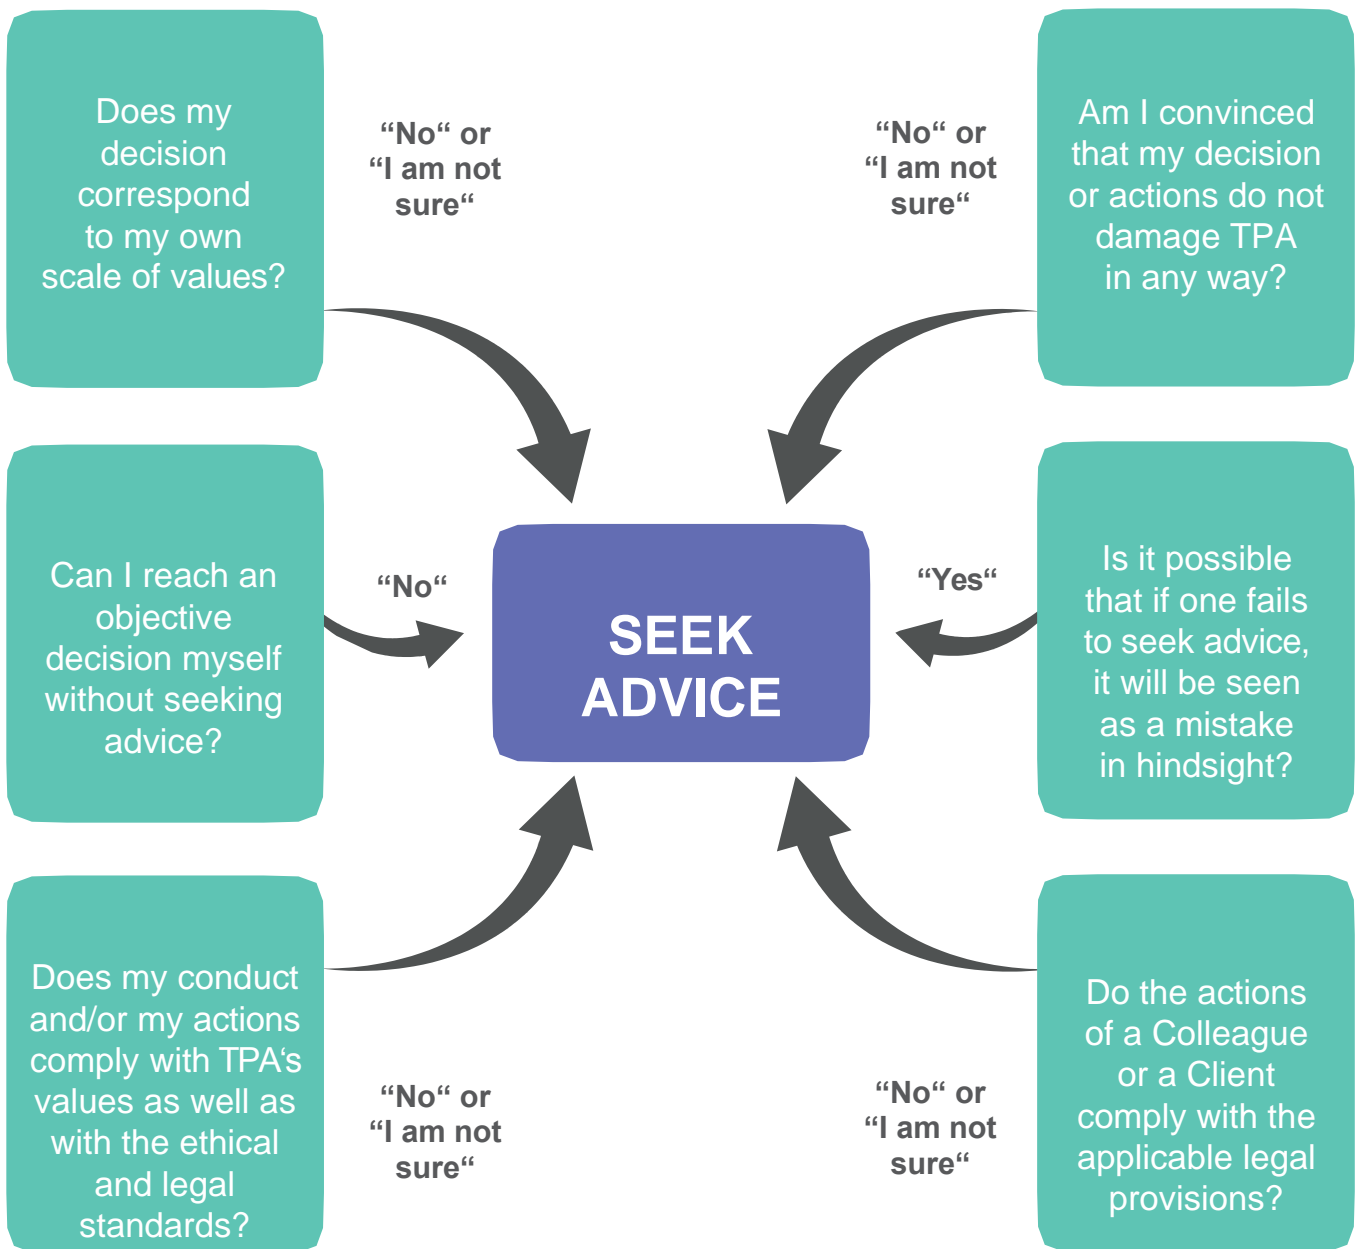 Does my
decision
correspond
to my own
scale of values?
“No“ or
“I am not
sure“
“No“ or
“I am not
sure“
Am I convinced
that my decision
or actions do not
damage TPA
in any way?
Can I reach an
objective
decision myself
without seeking
advice?
“No“
SEEK
ADVICE
“Yes“
Is it possible
that if one fails
to seek advice,
it will be seen
as a mistake
in hindsight?
Does my conduct
and/or my actions
comply with TPA‘s
values as well as
with the ethical
and legal
standards?
“No“ or
“I am not
sure“
“No“ or
“I am not
sure“
Do the actions
of a Colleague
or a Client
comply with the
applicable legal
provisions?